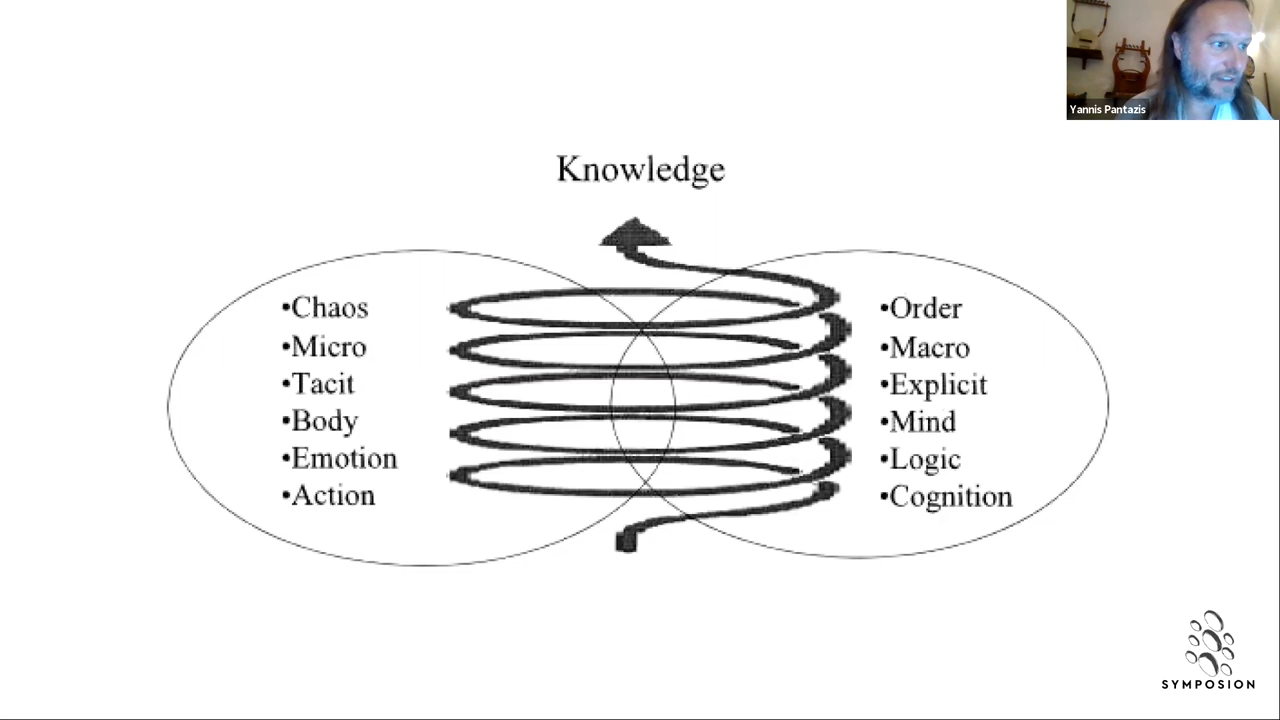 Yannis Pantazis
Knowledge
•Chaos
•Micro
•Tacit
•Body
•Emotion
•Action
•Order
•Macro
•Explicit
•Mind
•Logic
•Cognition
SYMPOSION